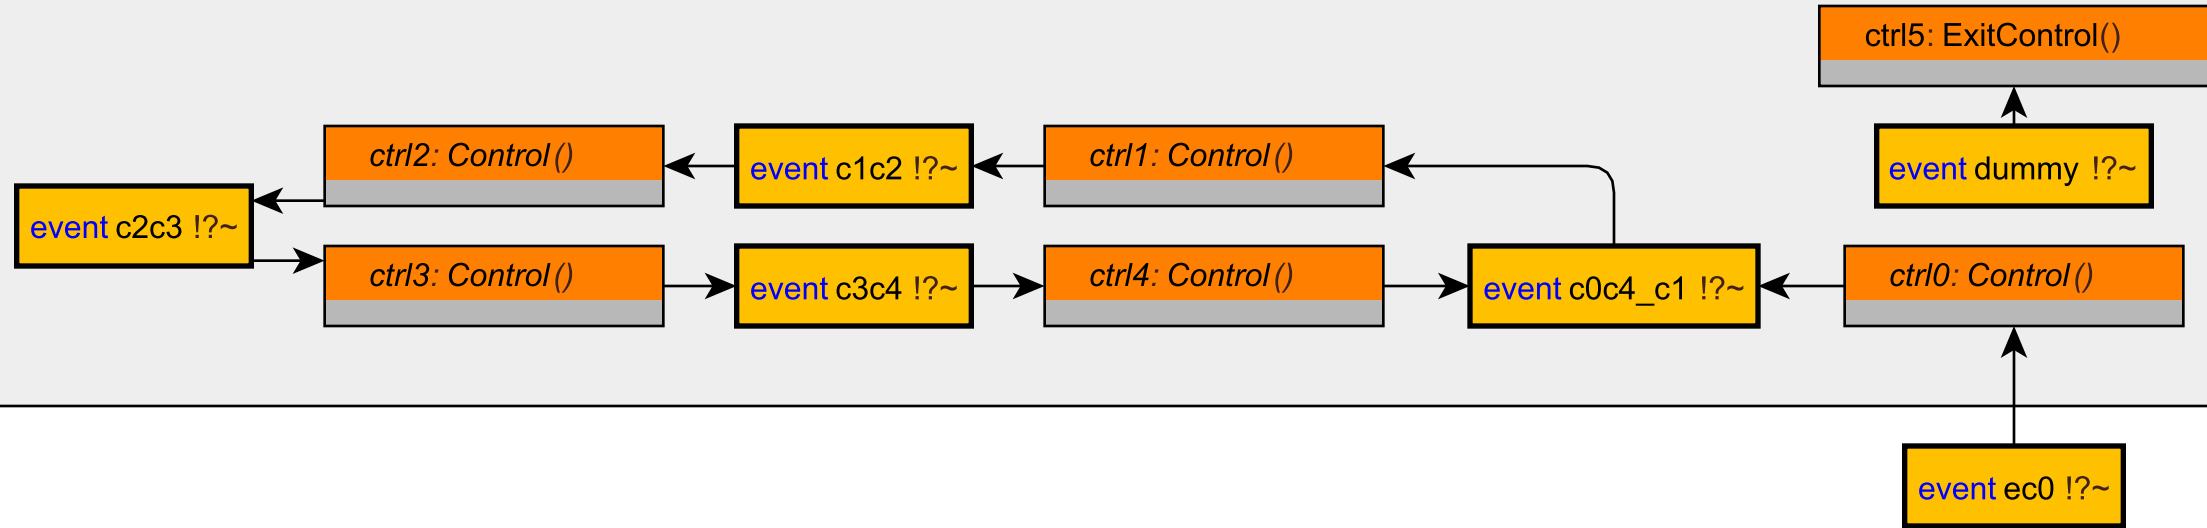 ctrl5: ExitControl()
ctrl2: Control()
event c1c2 !?~
ctrl1: Control()
event dummy !?~
event c2c3 !?~
ctrl3: Control()
event c3c4 !?~
ctrl4: Control()
event c0c4_c1 !?~
ctrl0: Control()
event ec0 !?~